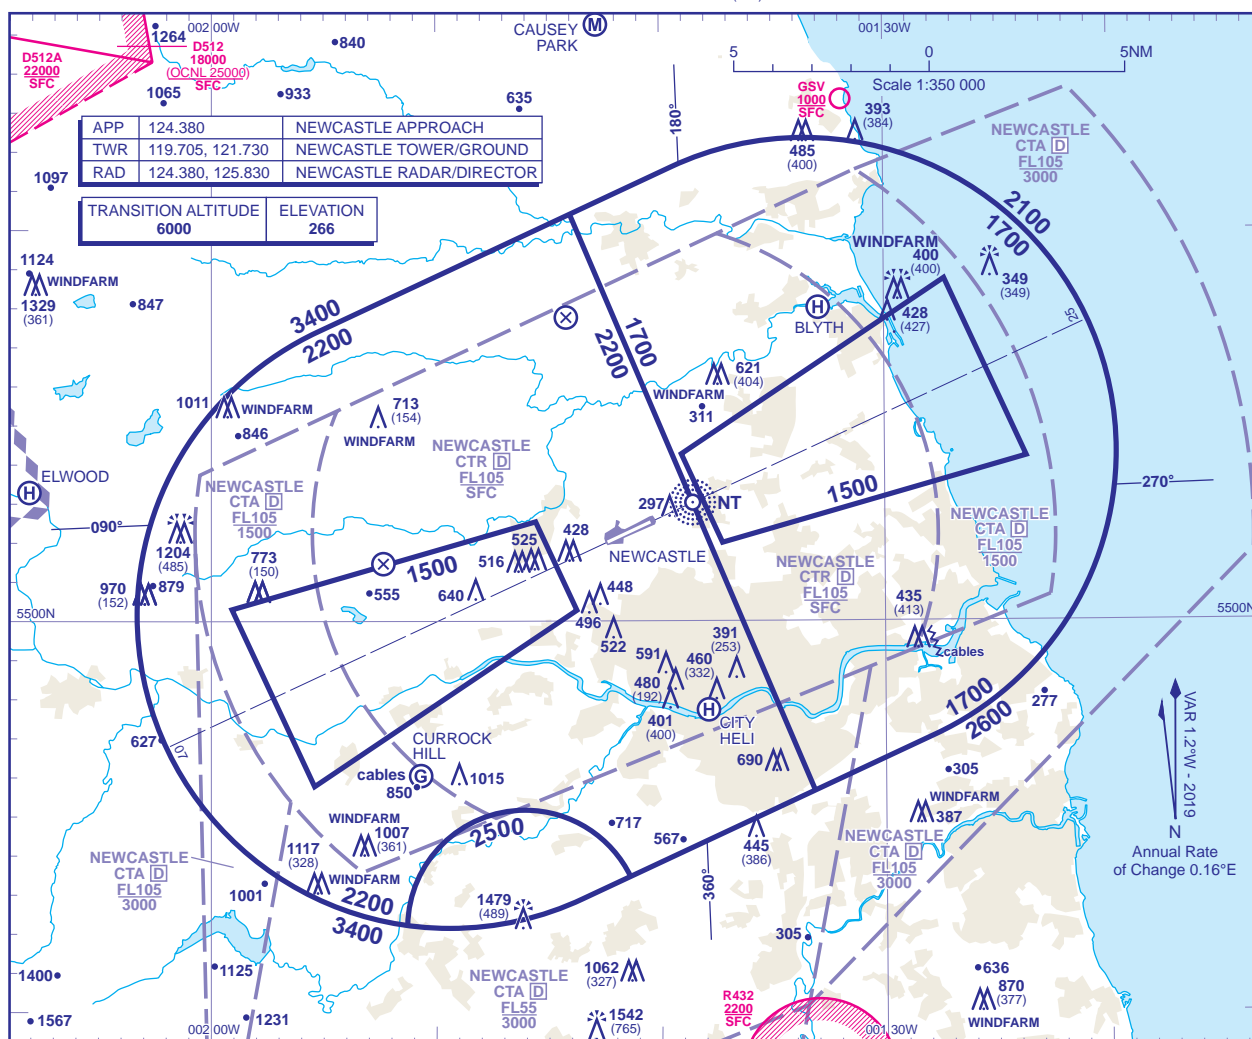 002 00W
001 30W
CAUSEY
PARK
M
1264
840
D512A
22000
SFC
D512
18000
(OCNL 25000)
SFC
1065
933
635
5
0
5NM
Scale 1:350 000
GSV
1000
SFC
393
(384)
485
(400)
180°
NEWCASTLE
CTA D
FL105
3000
APP 124.380 NEWCASTLE APPROACH
TWR 119.705, 121.730 NEWCASTLE TOWER/GROUND
RAD 124.380, 125.830 NEWCASTLE RADAR/DIRECTOR
1097
TRANSITION ALTITUDE ELEVATION
6000 266
2100
1700
WINDFARM
400
(400)
349
(349)
1124
WINDFARM
1329
(361)
847
3400
2200
1700
2200
H
BLYTH
428
(427)
25
621
(404)
WINDFARM
311
1011
WINDFARM
846
713
(154)
WINDFARM
NEWCASTLE
CTR D
FL105
SFC
ELWOOD
H
NEWCASTLE
CTA D
FL105
1500
090°
270°
1204
(485)
297
NT
1500
NEWCASTLE
NEWCASTLE
CTA D
FL105
1500
428
525
516
773
(150)
1500
970
(152)
879
555
640
448
496
522
NEWCASTLE
CTR D
FL105
SFC
435
(413)
cables
5500N
5500N
591
391
(253)
460
(332)
480
(192)
401
(400)
H
CITY
HELI
690
1700
2600
277
VAR 1.2°W - 2019
N
Annual Rate
of Change 0.16°E
627
07
CURROCK
HILL
cables
G
850
1015
305
WINDFARM
387
2500
717
567
445
(386)
360°
WINDFARM
1007
(361)
1117
(328)
WINDFARM
NEWCASTLE
CTA D
FL105
3000
NEWCASTLE
CTA D
FL105
3000
1001
2200
3400
1479
(489)
305
1400
1125
1062
(327)
NEWCASTLE
CTA D
FL55
3000
636
870
(377)
WINDFARM
R432
2200
SFC
1567
1231
1542
(765)
002 00W
001 30W